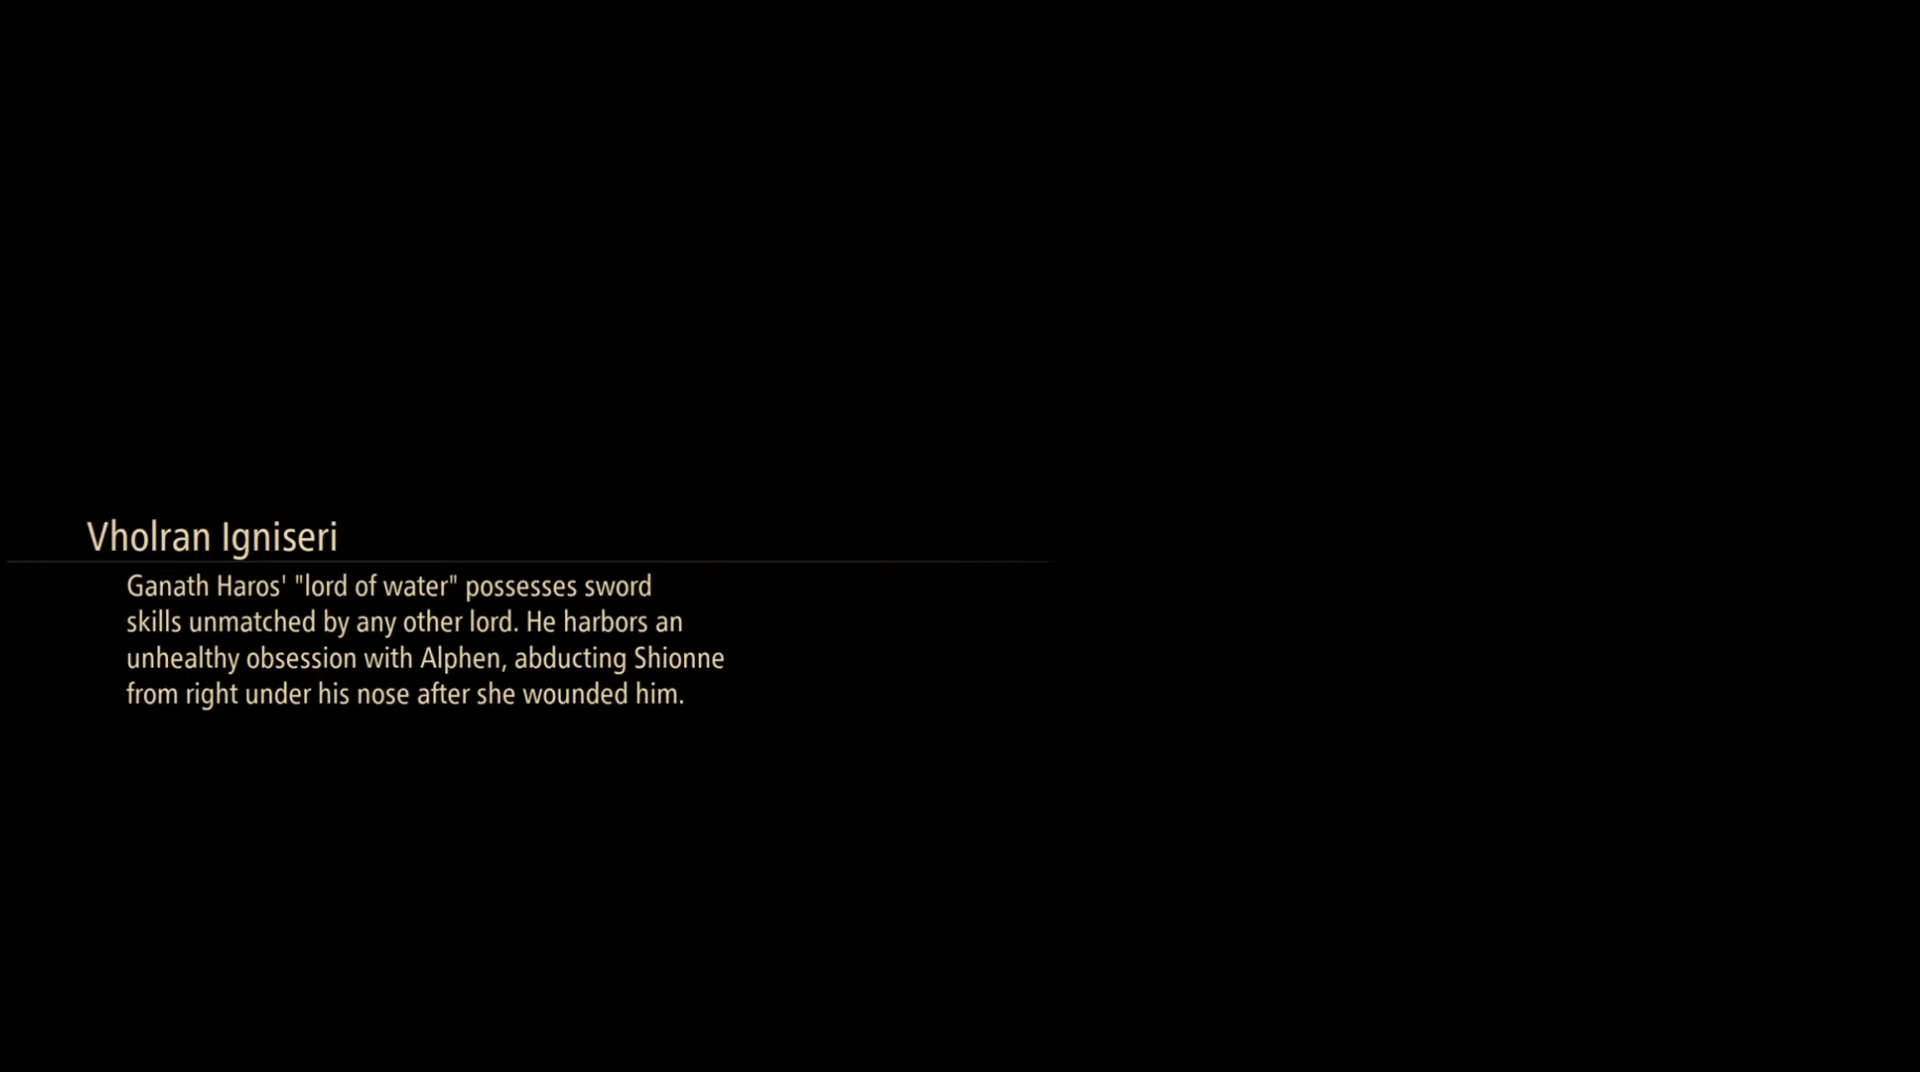 Vholran Igniseri
Ganath Haros' "lord of water" possesses sword
skills unmatched by any other lord. He harbors an
unhealthy obsession with Alphen, abducting Shionne
from right under his nose after she wounded him.